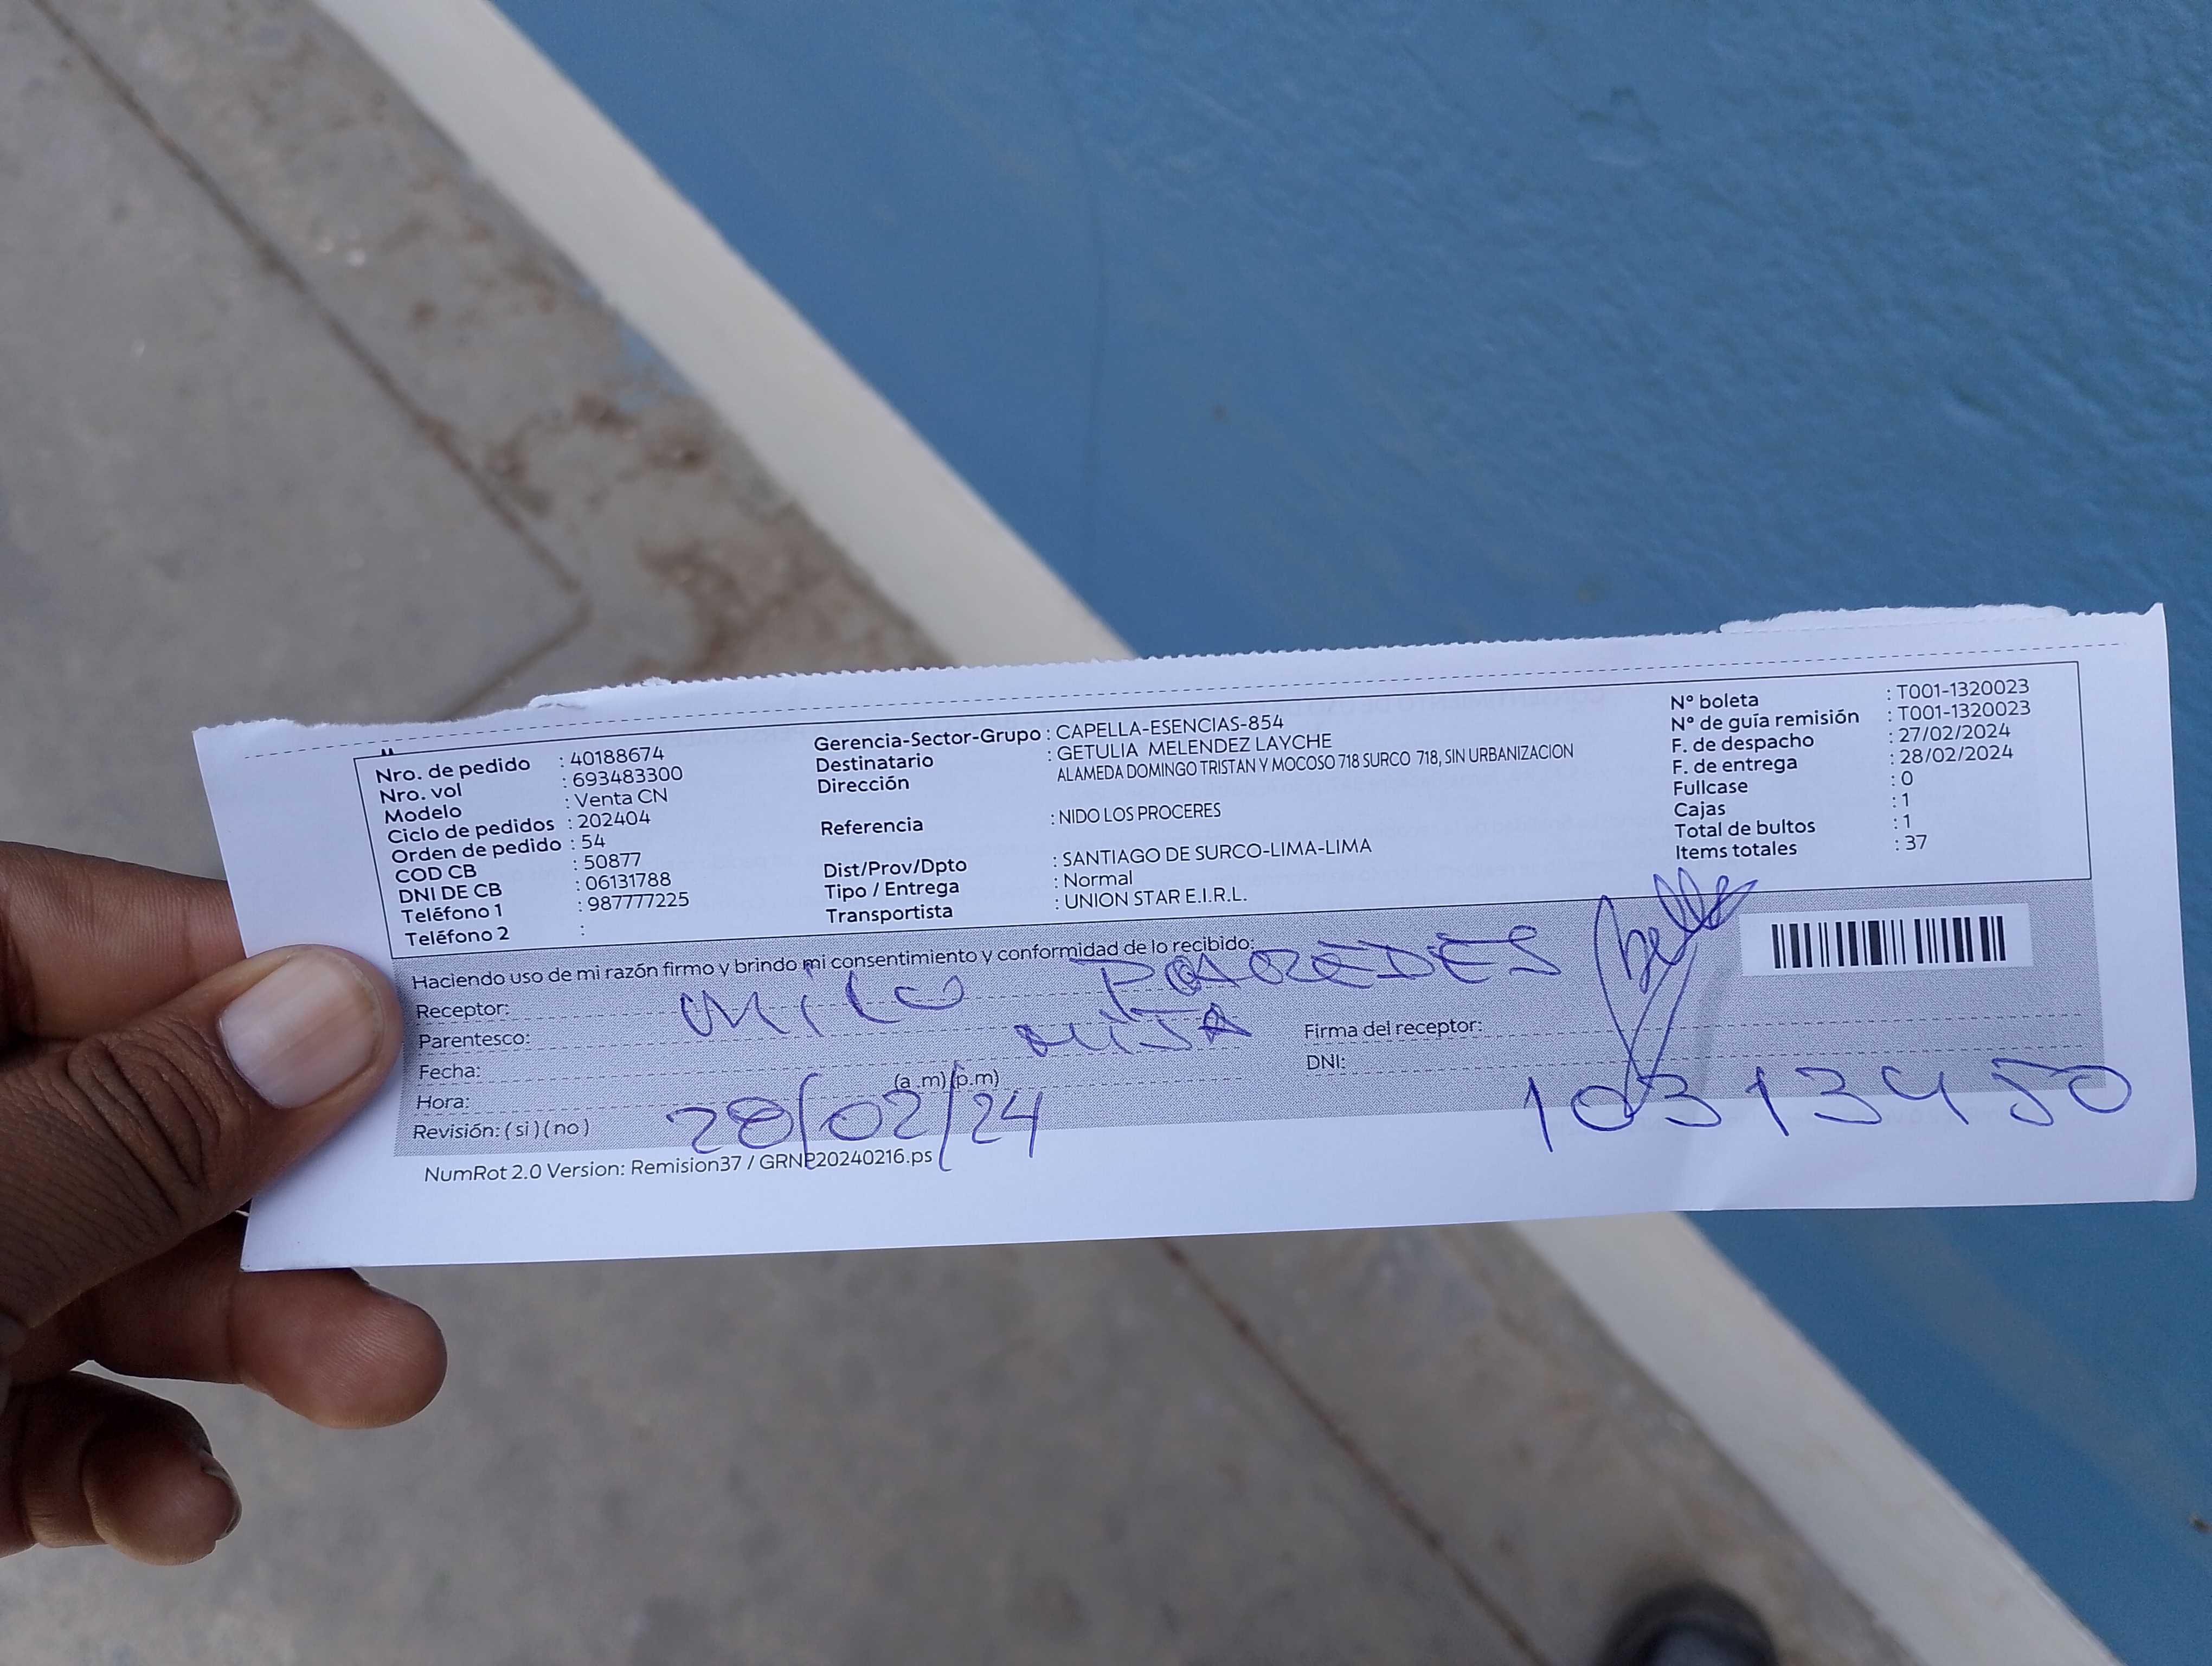 Nro. de pedido : 40188674
Nro. vol : 693483300
Modelo : Venta CN
Ciclo de pedidos : 202404
Orden de pedido : 54
COD CB : 50877
DNI DE CB : 06131788
Teléfono 1 : 987777225
Teléfono 2 :
Gerencia-Sector-Grupo : CAPELLA-ESENCIAS-854
Destinatario : GETULIA MELENDEZ LAYCHE
Dirección ALAMEDA DOMINGO TRISTAN Y MOCOSO 718 SURCO 718, SIN URBANIZACION
Referencia : NIDO LOS PROCERES
Dist/Prov/Dpto : SANTIAGO DE SURCO-LIMA-LIMA
Tipo / Entrega : Normal
Transportista : UNION STAR E.I.R.L.
N° boleta : T001-1320023
N° de guía remisión : T001-1320023
F. de despacho : 27/02/2024
F. de entrega : 28/02/2024
Fullcase : 0
Cajas : 1
Total de bultos : 1
Items totales : 37
Haciendo uso de mi razón firmo y brindo mi consentimiento y conformidad de lo recibido:
Receptor: PAREDES
Parentesco:
Fecha:
Hora: (a .m) (p.m)
Revisión: ( si ) ( no ) 28/02/24
Firma del receptor:
DNI: 10313450
NumRot 2.0 Version: Remision37 / GRNP20240216.ps